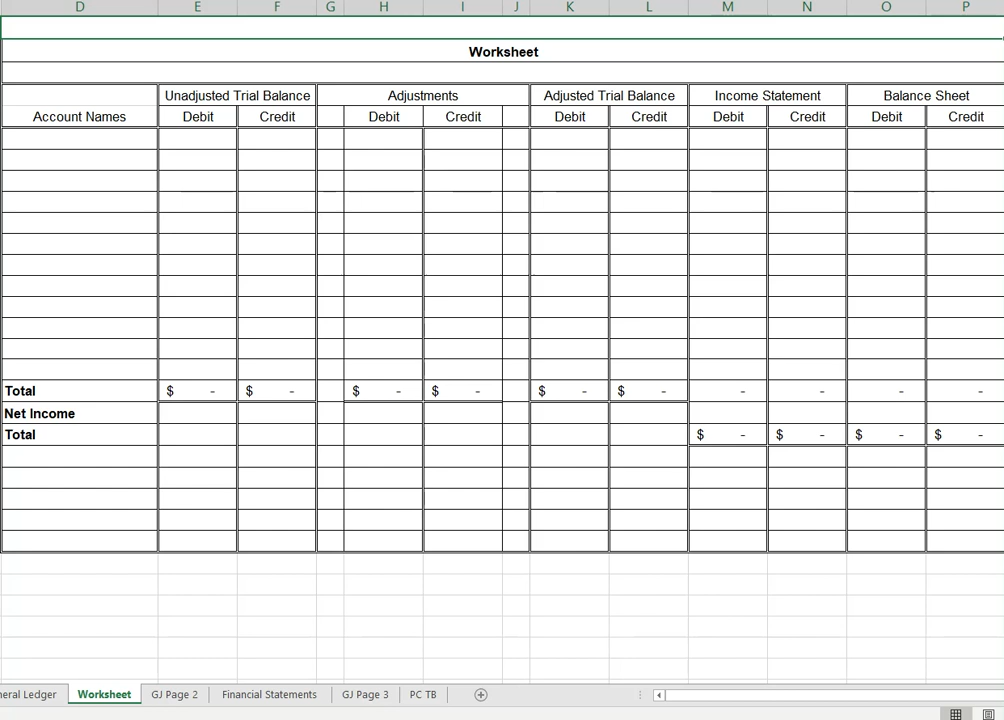 D E F G H I J K L M N O P
Worksheet
Unadjusted Trial Balance Adjustments Adjusted Trial Balance Income Statement Balance Sheet
Account Names Debit Credit Debit Credit Debit Credit Debit Credit Debit Credit
Total $ - $ - $ - $ - $ - $ - - - - -
Net Income
Total $ - $ - $ - $ -
neral Ledger Worksheet GJ Page 2 Financial Statements GJ Page 3 PC TB